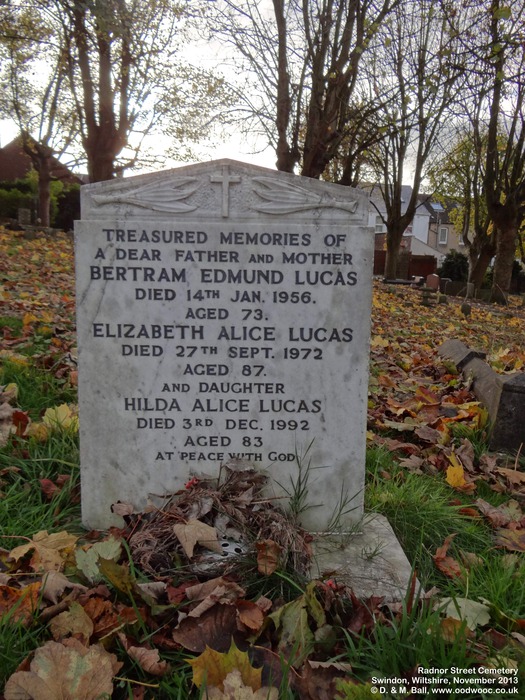 TREASURED MEMORIES OF
A DEAR FATHER AND MOTHER
BERTRAM EDMUND LUCAS
DIED 14TH JAN. 1956.
AGED 73.
ELIZABETH ALICE LUCAS
DIED 27TH SEPT. 1972
AGED 87.
AND DAUGHTER
HILDA ALICE LUCAS
DIED 3RD DEC. 1992
AGED 83
AT PEACE WITH GOD
Radnor Street Cemetery
Swindon, Wiltshire, November 2013
© D. & M. Ball, www.oodwooc.co.uk